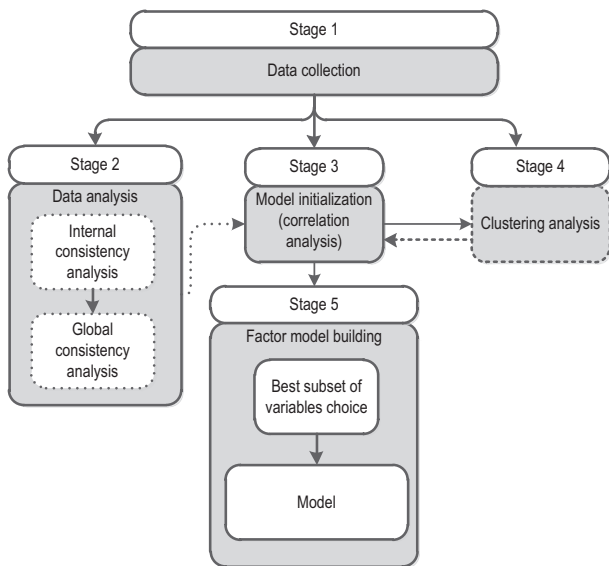 Stage 1
Data collection
Stage 2
Data analysis
Internal
consistency
analysis
Global
consistency
analysis
Stage 3
Model initialization
(correlation
analysis)
Stage 4
Clustering analysis
Stage 5
Factor model building
Best subset of
variables choice
Model